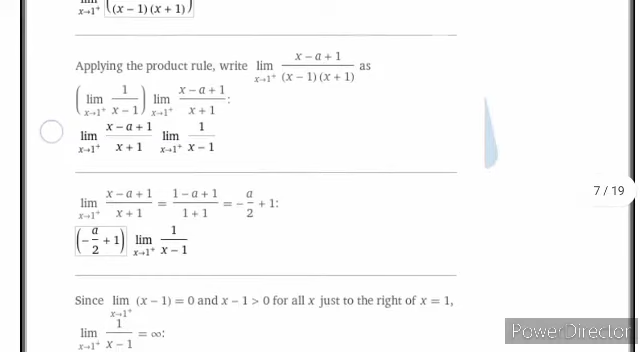 lim x→1⁺ ((x − 1) (x + 1))
Applying the product rule, write lim x→1⁺ (x − a + 1)/((x − 1) (x + 1)) as
(lim x→1⁺ 1/(x − 1)) lim x→1⁺ (x − a + 1)/(x + 1):
lim x→1⁺ (x − a + 1)/(x + 1) lim x→1⁺ 1/(x − 1)
lim x→1⁺ (x − a + 1)/(x + 1) = (1 − a + 1)/(1 + 1) = −a/2 + 1:
(−a/2 + 1) lim x→1⁺ 1/(x − 1)
7 / 19
Since lim x→1⁺ (x − 1) = 0 and x − 1 > 0 for all x just to the right of x = 1,
lim x→1⁺ 1/(x − 1) = ∞:
PowerDirector